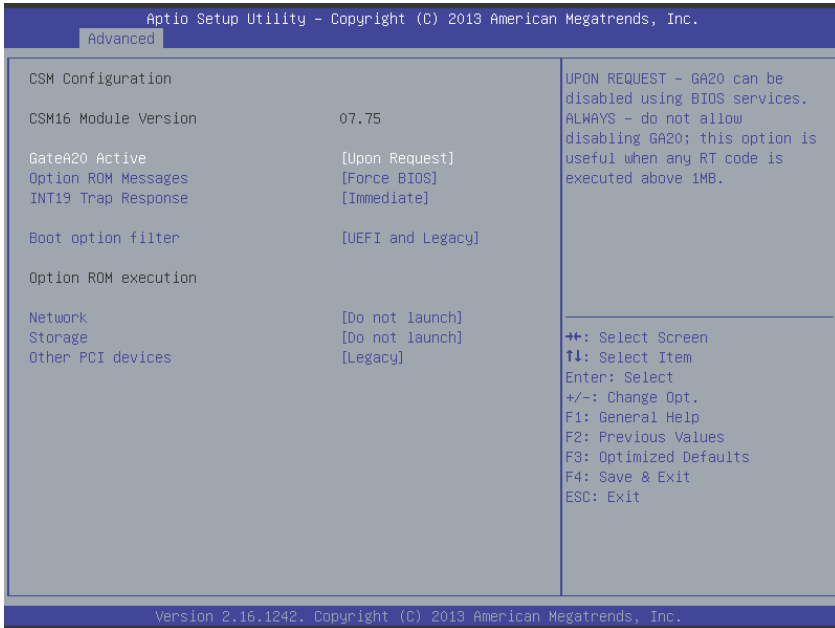 Aptio Setup Utility – Copyright (C) 2013 American Megatrends, Inc.
Advanced
CSM Configuration
CSM16 Module Version 07.75
GateA20 Active [Upon Request]
Option ROM Messages [Force BIOS]
INT19 Trap Response [Immediate]
Boot option filter [UEFI and Legacy]
Option ROM execution
Network [Do not launch]
Storage [Do not launch]
Other PCI devices [Legacy]
UPON REQUEST – GA20 can be
disabled using BIOS services.
ALWAYS – do not allow
disabling GA20; this option is
useful when any RT code is
executed above 1MB.
→←: Select Screen
↑↓: Select Item
Enter: Select
+/-: Change Opt.
F1: General Help
F2: Previous Values
F3: Optimized Defaults
F4: Save & Exit
ESC: Exit
Version 2.16.1242. Copyright (C) 2013 American Megatrends, Inc.